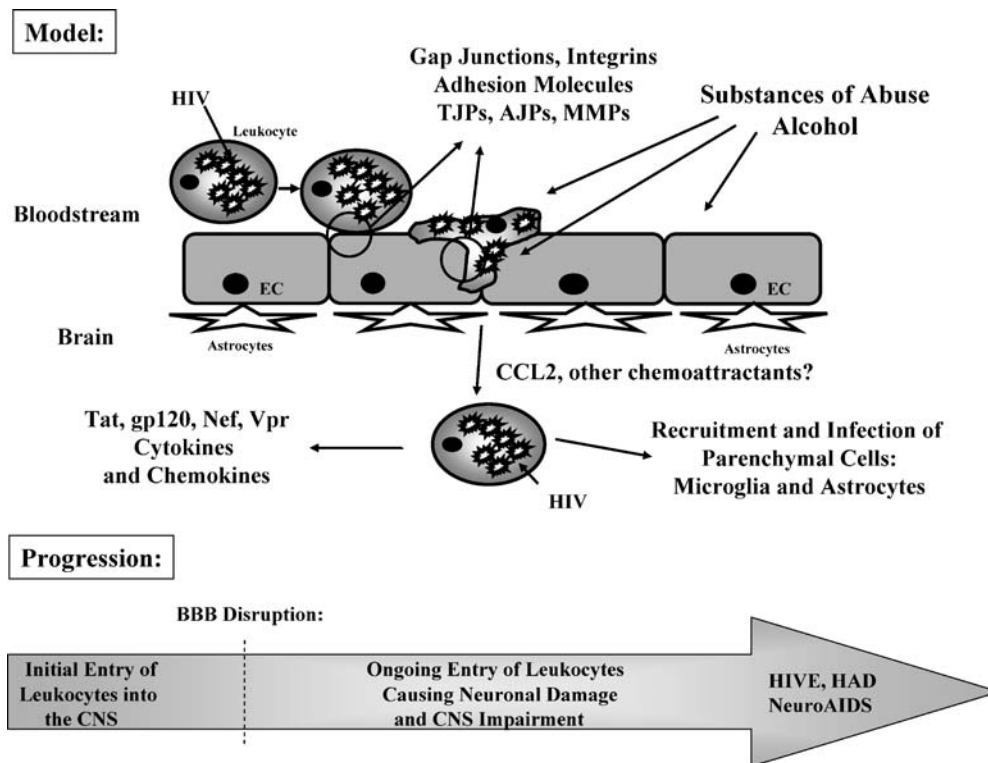 Model:
Gap Junctions, Integrins
Adhesion Molecules
TJPs, AJPs, MMPs
Substances of Abuse
Alcohol
HIV
Leukocyte
Bloodstream
EC
EC
Brain
Astrocytes
Astrocytes
CCL2, other chemoattractants?
Tat, gp120, Nef, Vpr
Cytokines
and Chemokines
HIV
Recruitment and Infection of
Parenchymal Cells:
Microglia and Astrocytes
Progression:
BBB Disruption:
Initial Entry of
Leukocytes into
the CNS
Ongoing Entry of Leukocytes
Causing Neuronal Damage
and CNS Impairment
HIVE, HAD
NeuroAIDS